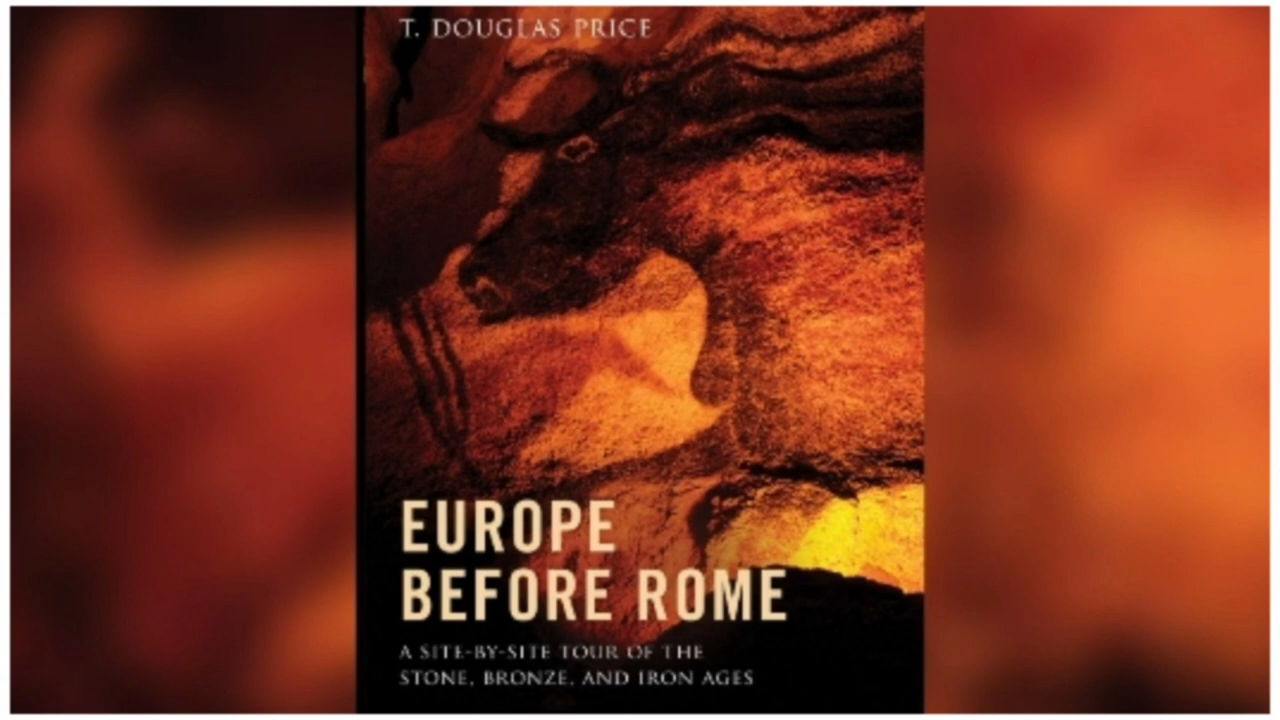 T. DOUGLAS PRICE
EUROPE
BEFORE ROME
A SITE-BY-SITE TOUR OF THE
STONE, BRONZE, AND IRON AGES